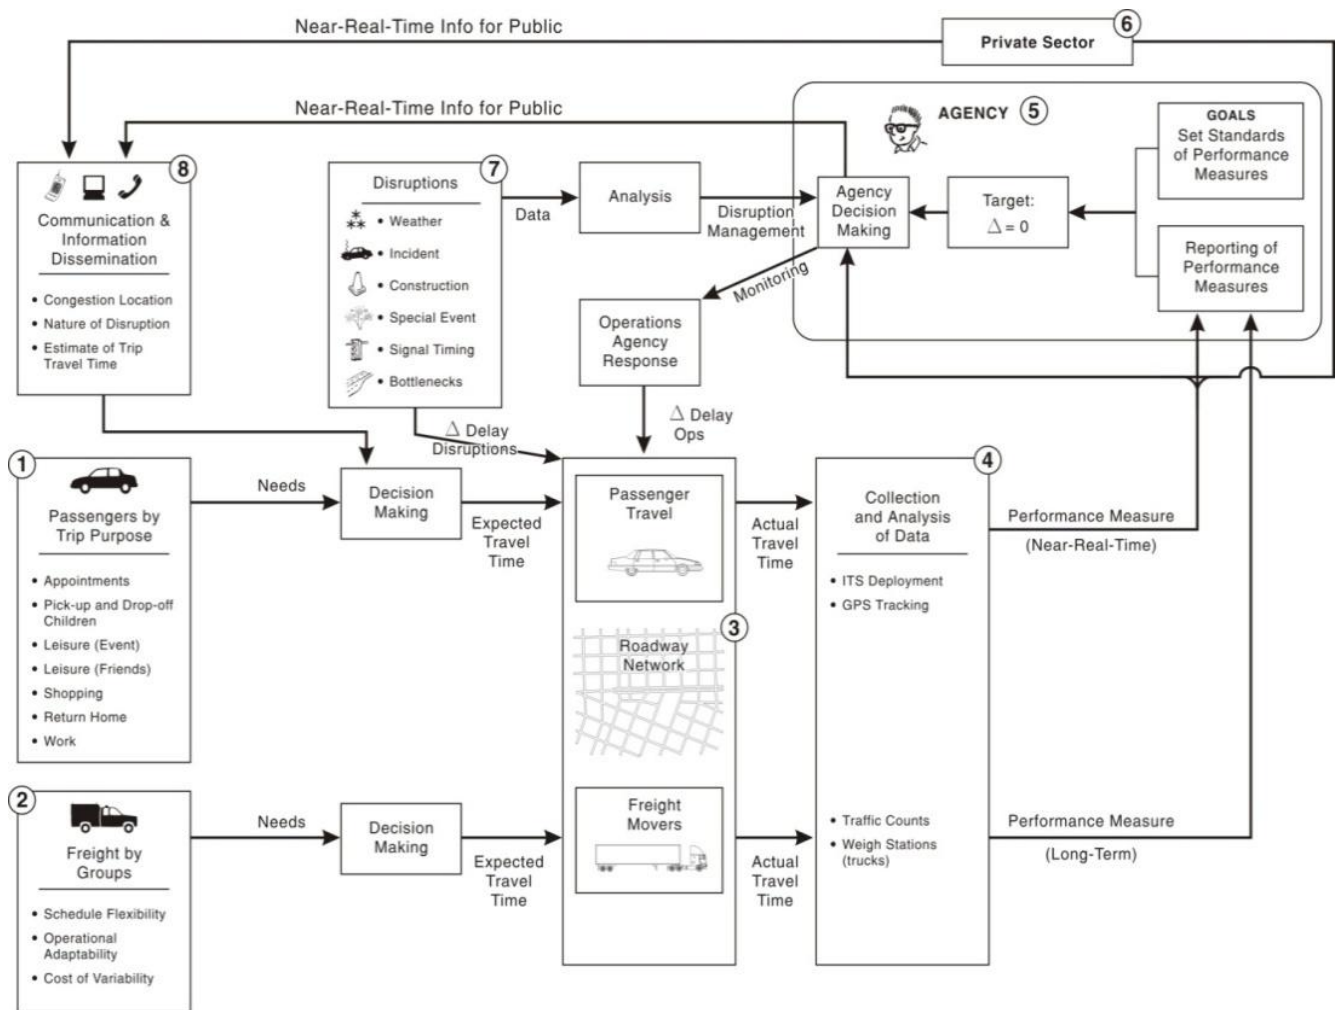 Near-Real-Time Info for Public
6
Private Sector
Near-Real-Time Info for Public
AGENCY 5
GOALS
Set Standards
of Performance
Measures
Target:
Δ = 0
Reporting of
Performance
Measures
Agency
Decision
Making
8
Communication &
Information
Dissemination
• Congestion Location
• Nature of Disruption
• Estimate of Trip
Travel Time
7
Disruptions
• Weather
• Incident
• Construction
• Special Event
• Signal Timing
• Bottlenecks
Data
Analysis
Disruption
Management
Monitoring
Operations
Agency
Response
Δ Delay
Disruptions
Δ Delay
Ops
1
Passengers by
Trip Purpose
• Appointments
• Pick-up and Drop-off
Children
• Leisure (Event)
• Leisure (Friends)
• Shopping
• Return Home
• Work
Needs
Decision
Making
Expected
Travel
Time
Passenger
Travel
3
Roadway
Network
Actual
Travel
Time
4
Collection
and Analysis
of Data
• ITS Deployment
• GPS Tracking
Performance Measure
(Near-Real-Time)
2
Freight by
Groups
• Schedule Flexibility
• Operational
Adaptability
• Cost of Variability
Needs
Decision
Making
Expected
Travel
Time
Freight
Movers
Actual
Travel
Time
• Traffic Counts
• Weigh Stations
(trucks)
Performance Measure
(Long-Term)